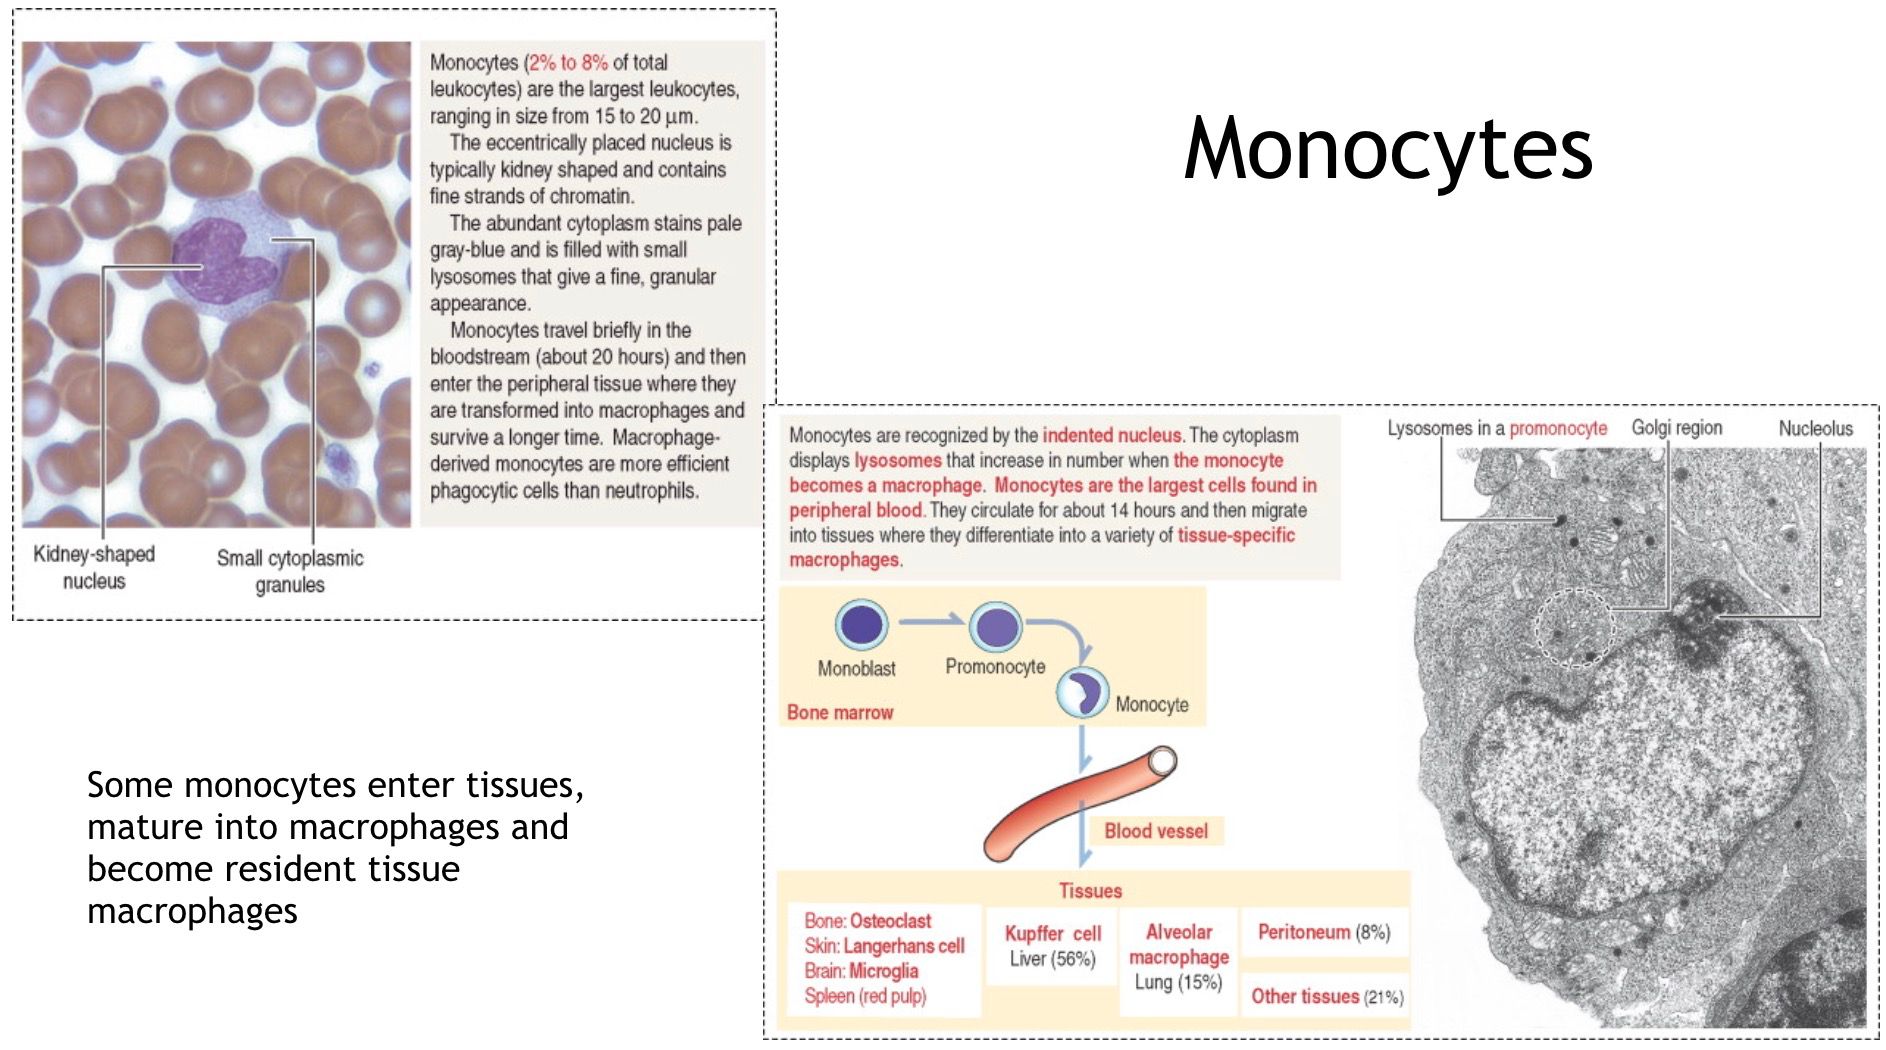 Monocytes
Monocytes (2% to 8% of total
leukocytes) are the largest leukocytes,
ranging in size from 15 to 20 µm.
The eccentrically placed nucleus is
typically kidney shaped and contains
fine strands of chromatin.
The abundant cytoplasm stains pale
gray-blue and is filled with small
lysosomes that give a fine, granular
appearance.
Monocytes travel briefly in the
bloodstream (about 20 hours) and then
enter the peripheral tissue where they
are transformed into macrophages and
survive a longer time. Macrophage-
derived monocytes are more efficient
phagocytic cells than neutrophils.
Kidney-shaped
nucleus
Small cytoplasmic
granules
Some monocytes enter tissues,
mature into macrophages and
become resident tissue
macrophages
Monocytes are recognized by the indented nucleus. The cytoplasm
displays lysosomes that increase in number when the monocyte
becomes a macrophage. Monocytes are the largest cells found in
peripheral blood. They circulate for about 14 hours and then migrate
into tissues where they differentiate into a variety of tissue-specific
macrophages.
Lysosomes in a promonocyte
Golgi region
Nucleolus
Monoblast
Promonocyte
Monocyte
Bone marrow
Blood vessel
Tissues
Bone: Osteoclast
Skin: Langerhans cell
Brain: Microglia
Spleen (red pulp)
Kupffer cell
Liver (56%)
Alveolar
macrophage
Lung (15%)
Peritoneum (8%)
Other tissues (21%)